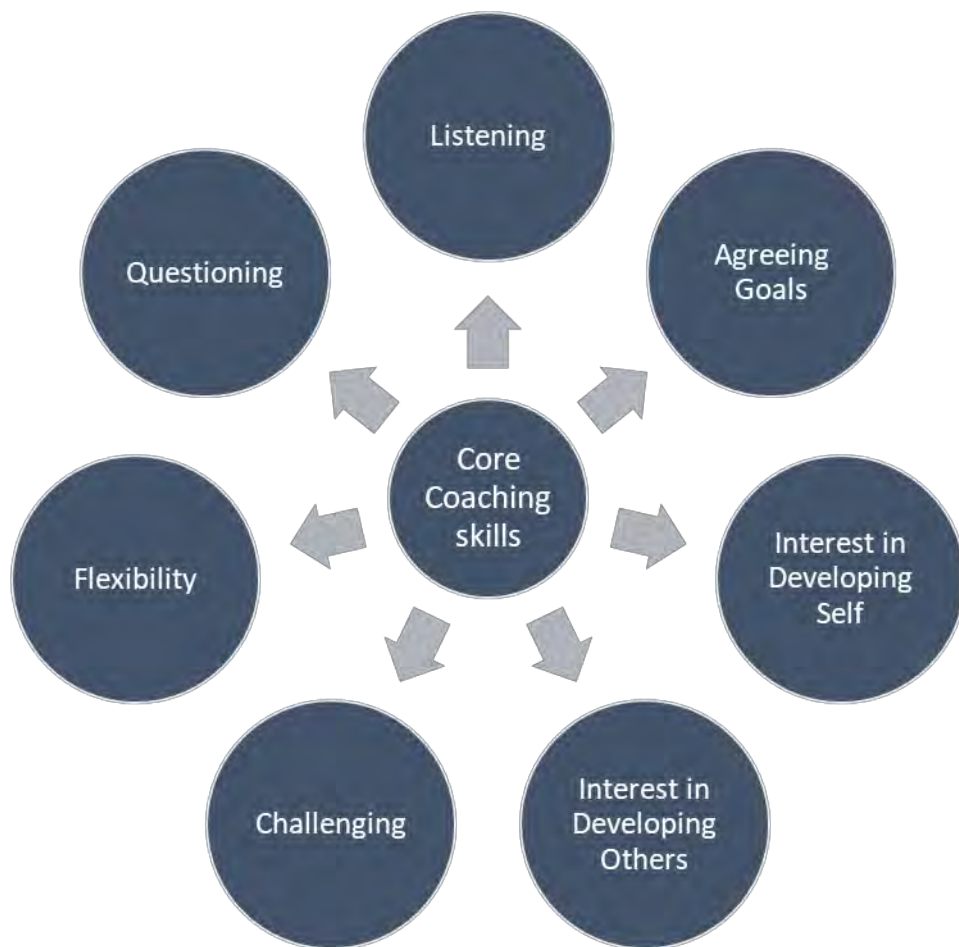 Listening
Agreeing
Goals
Questioning
Core
Coaching
skills
Interest in
Developing
Self
Flexibility
Interest in
Developing
Others
Challenging